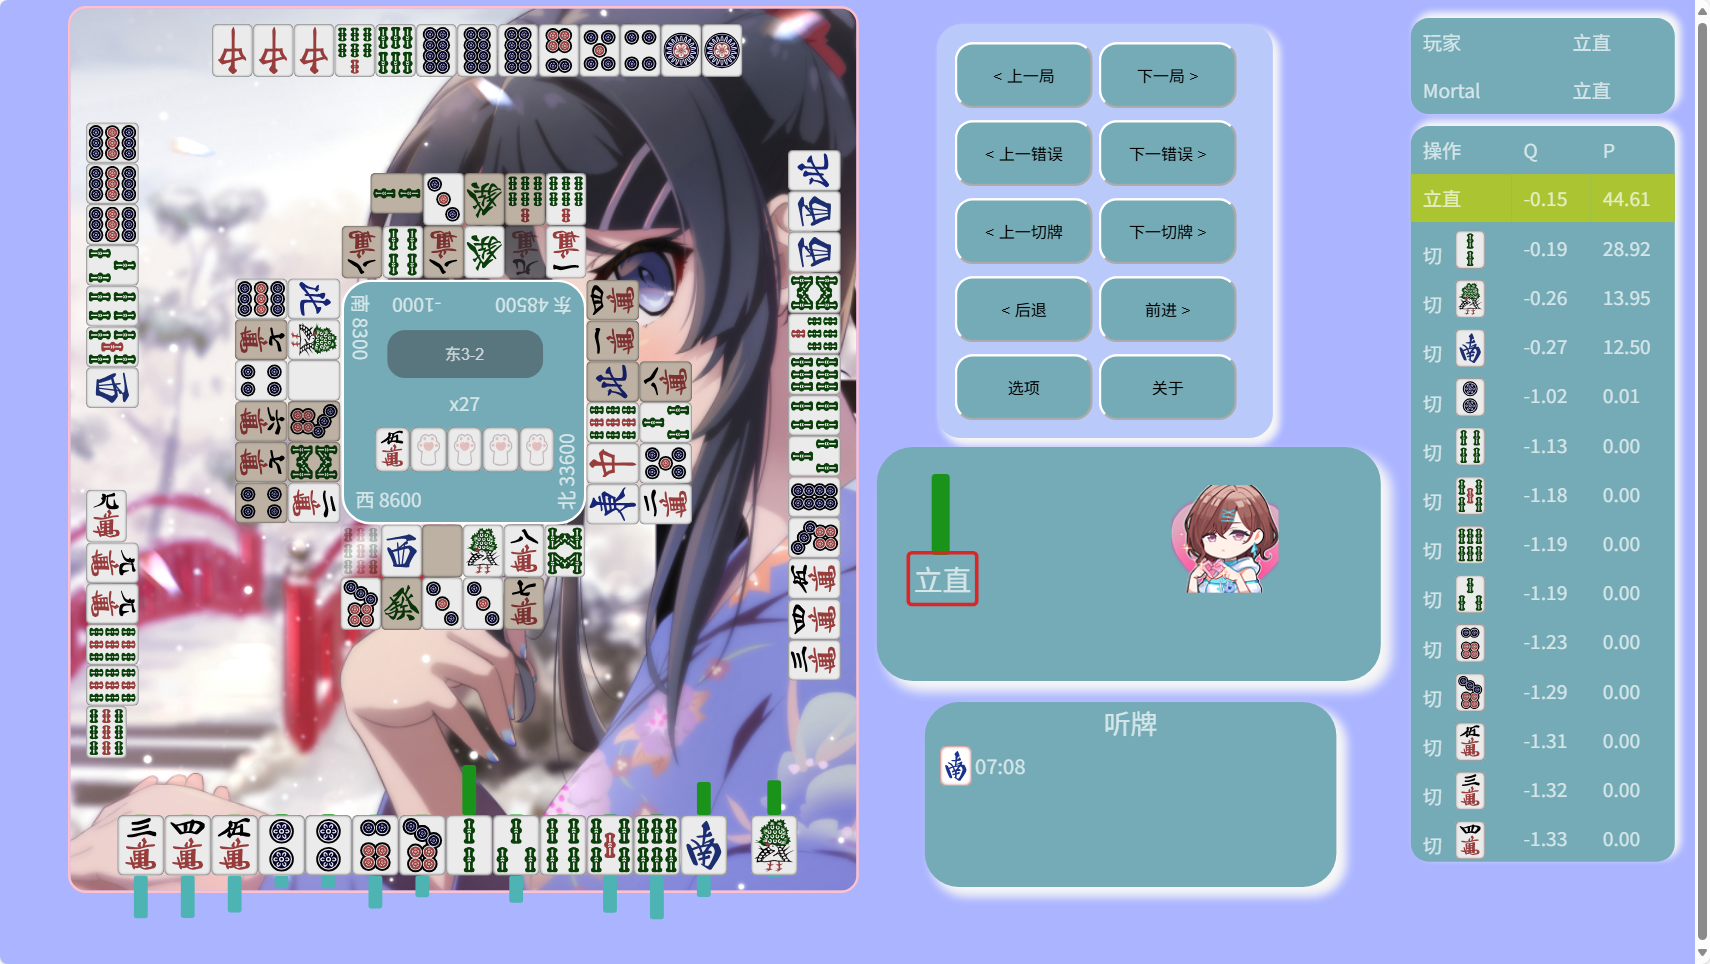 南 8300
-1000
东 48500
东3-2
x27
西 8600
北 33600
< 上一局
下一局 >
< 上一错误
下一错误 >
< 上一切牌
下一切牌 >
< 后退
前进 >
选项
关于
立直
听牌
07:08
玩家 立直
Mortal 立直
操作 Q P
立直 -0.15 44.61
切 -0.19 28.92
切 -0.26 13.95
切 -0.27 12.50
切 -1.02 0.01
切 -1.13 0.00
切 -1.18 0.00
切 -1.19 0.00
切 -1.19 0.00
切 -1.23 0.00
切 -1.29 0.00
切 -1.31 0.00
切 -1.32 0.00
切 -1.33 0.00